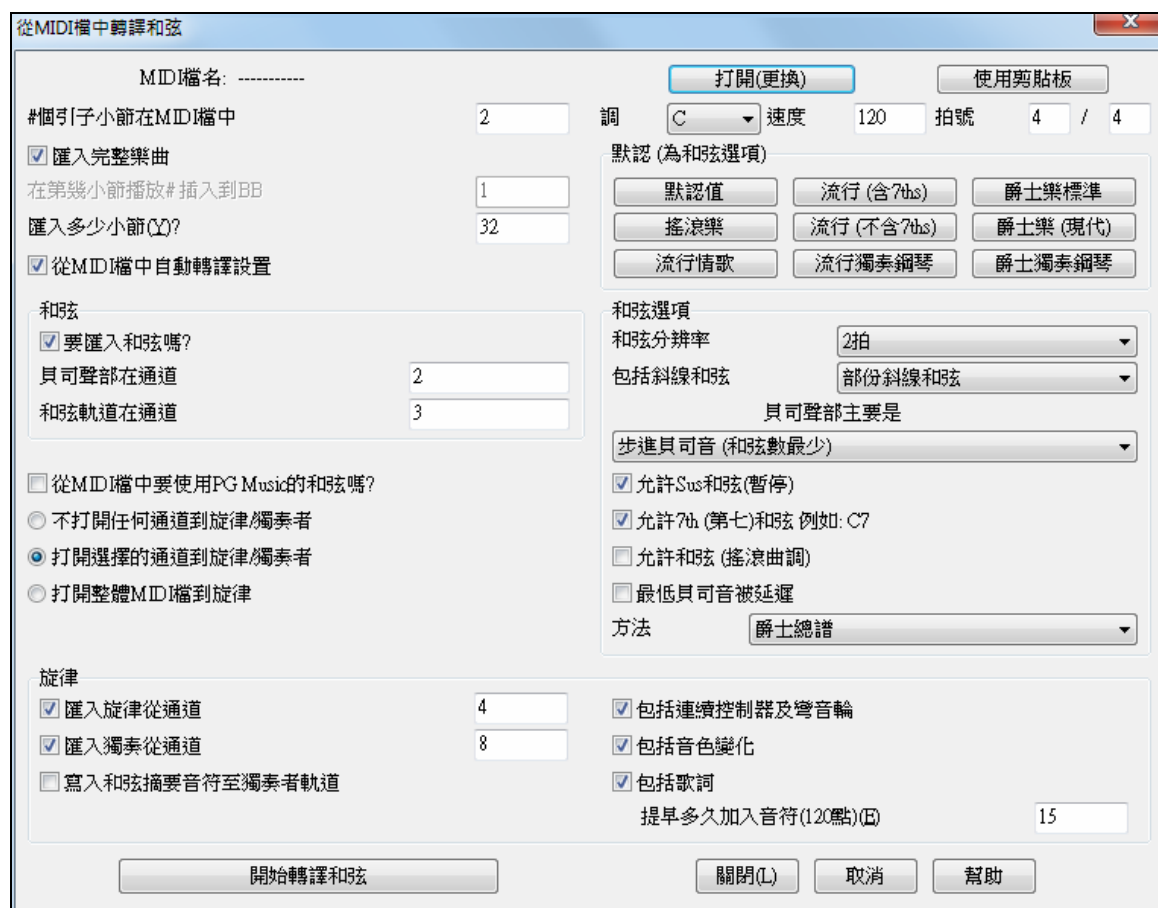 從MIDI檔中轉譯和弦
MIDI檔名: -----------
打開(更換)
使用剪貼板
#個引子小節在MIDI檔中 2
調 C 速度 120 拍號 4 / 4
匯入完整樂曲
在第幾小節播放# 插入到BB 1
匯入多少小節(Y)? 32
從MIDI檔中自動轉譯設置
默認 (為和弦選項)
默認值 流行 (含7ths) 爵士樂標準
搖滾樂 流行 (不含7ths) 爵士樂 (現代)
流行情歌 流行獨奏鋼琴 爵士獨奏鋼琴
和弦
要匯入和弦嗎?
貝司聲部在通道 2
和弦軌道在通道 3
和弦選項
和弦分辨率 2拍
包括斜線和弦 部份斜線和弦
貝司聲部主要是
步進貝司音 (和弦數最少)
從MIDI檔中要使用PG Music的和弦嗎?
不打開任何通道到旋律/獨奏者
打開選擇的通道到旋律/獨奏者
打開整體MIDI檔到旋律
允許Sus和弦(暫停)
允許7th (第七)和弦 例如: C7
允許和弦 (搖滾曲調)
最低貝司音被延遲
方法 爵士總譜
旋律
匯入旋律從通道 4
匯入獨奏從通道 8
寫入和弦摘要音符至獨奏者軌道
包括連續控制器及彎音輪
包括音色變化
包括歌詞
提早多久加入音符(120點)(E) 15
開始轉譯和弦
關閉(L)
取消
幫助